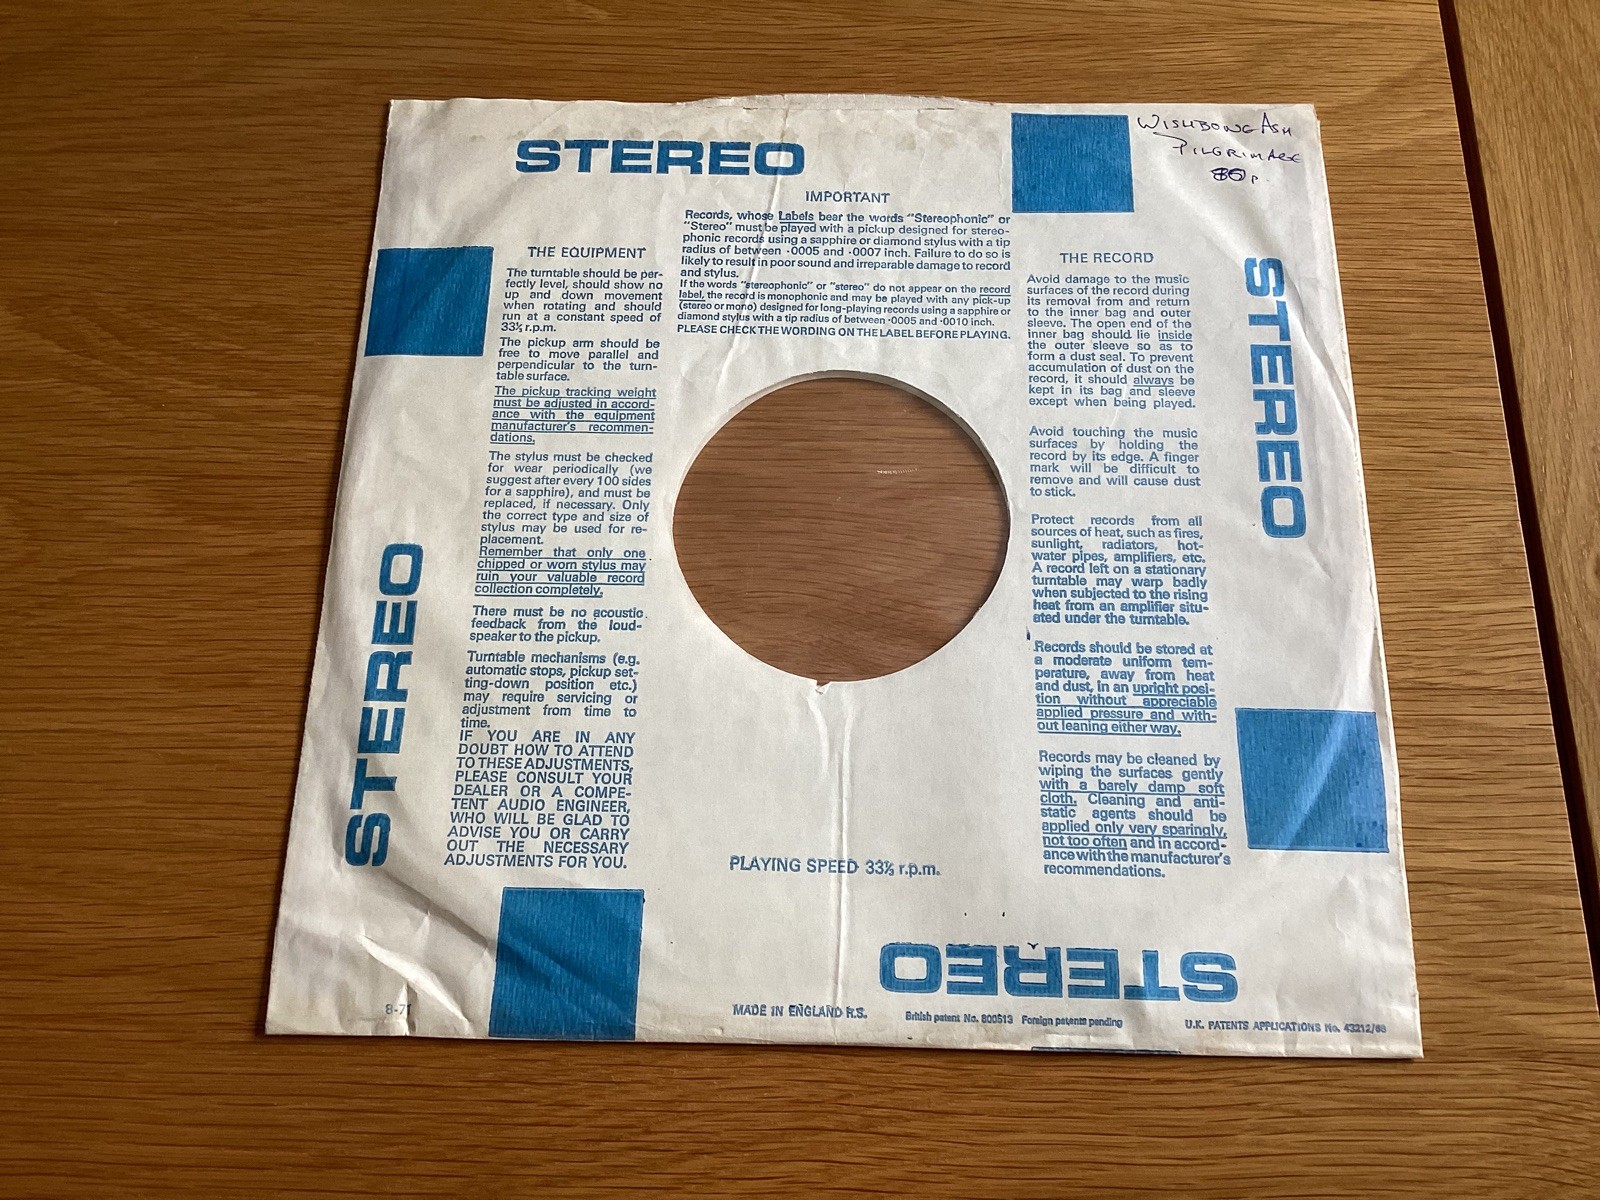 WISHBONE ASH
PILGRIMAGE
STEREO
IMPORTANT
Records, whose Labels bear the words "Stereophonic" or
"Stereo" must be played with a pickup designed for stereo-
phonic records using a sapphire or diamond stylus with a tip
radius of between ·0005 and ·0007 inch. Failure to do so is
likely to result in poor sound and irreparable damage to record
and stylus.
If the words "stereophonic" or "stereo" do not appear on the record
label, the record is monophonic and may be played with any pick-up
(stereo or mono) designed for long-playing records using a sapphire or
diamond stylus with a tip radius of between ·0005 and ·0010 inch.
PLEASE CHECK THE WORDING ON THE LABEL BEFORE PLAYING.
THE EQUIPMENT
The turntable should be per-
fectly level, should show no
up and down movement
when rotating and should
run at a constant speed of
33⅓ r.p.m.
The pickup arm should be
free to move parallel and
perpendicular to the turn-
table surface.
The pickup tracking weight
must be adjusted in accord-
ance with the equipment
manufacturer's recommen-
dations.
The stylus must be checked
for wear periodically (we
suggest after every 100 sides
for a sapphire), and must be
replaced, if necessary. Only
the correct type and size of
stylus may be used for re-
placement.
Remember that only one
chipped or worn stylus may
ruin your valuable record
collection completely.
There must be no acoustic
feedback from the loud-
speaker to the pickup.
Turntable mechanisms (e.g.
automatic stops, pickup set-
ting-down position etc.)
may require servicing or
adjustment from time to
time.
IF YOU ARE IN ANY
DOUBT HOW TO ATTEND
TO THESE ADJUSTMENTS,
PLEASE CONSULT YOUR
DEALER OR A COMPE-
TENT AUDIO ENGINEER,
WHO WILL BE GLAD TO
ADVISE YOU OR CARRY
OUT THE NECESSARY
ADJUSTMENTS FOR YOU.
THE RECORD
Avoid damage to the music
surfaces of the record during
its removal from and return
to the inner bag and outer
sleeve. The open end of the
inner bag should lie inside
the outer sleeve so as to
form a dust seal. To prevent
accumulation of dust on the
record, it should always be
kept in its bag and sleeve
except when being played.
Avoid touching the music
surfaces by holding the
record by its edge. A finger
mark will be difficult to
remove and will cause dust
to stick.
Protect records from all
sources of heat, such as fires,
sunlight, radiators, hot-
water pipes, amplifiers, etc.
A record left on a stationary
turntable may warp badly
when subjected to the rising
heat from an amplifier situ-
ated under the turntable.
Records should be stored at
a moderate uniform tem-
perature, away from heat
and dust, in an upright posi-
tion without appreciable
applied pressure and with-
out leaning either way.
Records may be cleaned by
wiping the surfaces gently
with a barely damp soft
cloth. Cleaning and anti-
static agents should be
applied only very sparingly,
not too often and in accord-
ance with the manufacturer's
recommendations.
STEREO
STEREO
PLAYING SPEED 33⅓ r.p.m.
STEREO
8-71
MADE IN ENGLAND R.S.
British patent No. 800513 Foreign patents pending
U.K. PATENTS APPLICATIONS No.